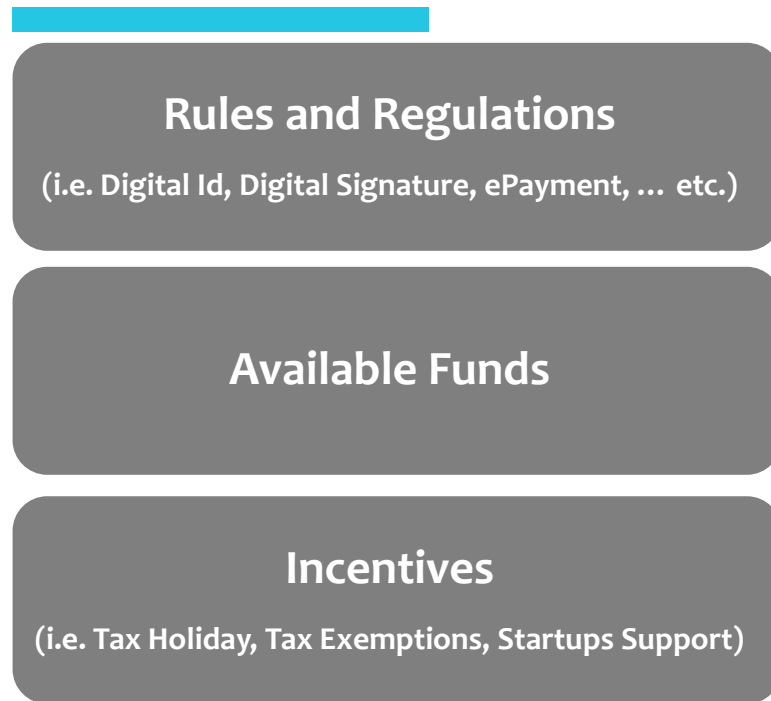 Rules and Regulations
(i.e. Digital Id, Digital Signature, ePayment, … etc.)
Available Funds
Incentives
(i.e. Tax Holiday, Tax Exemptions, Startups Support)